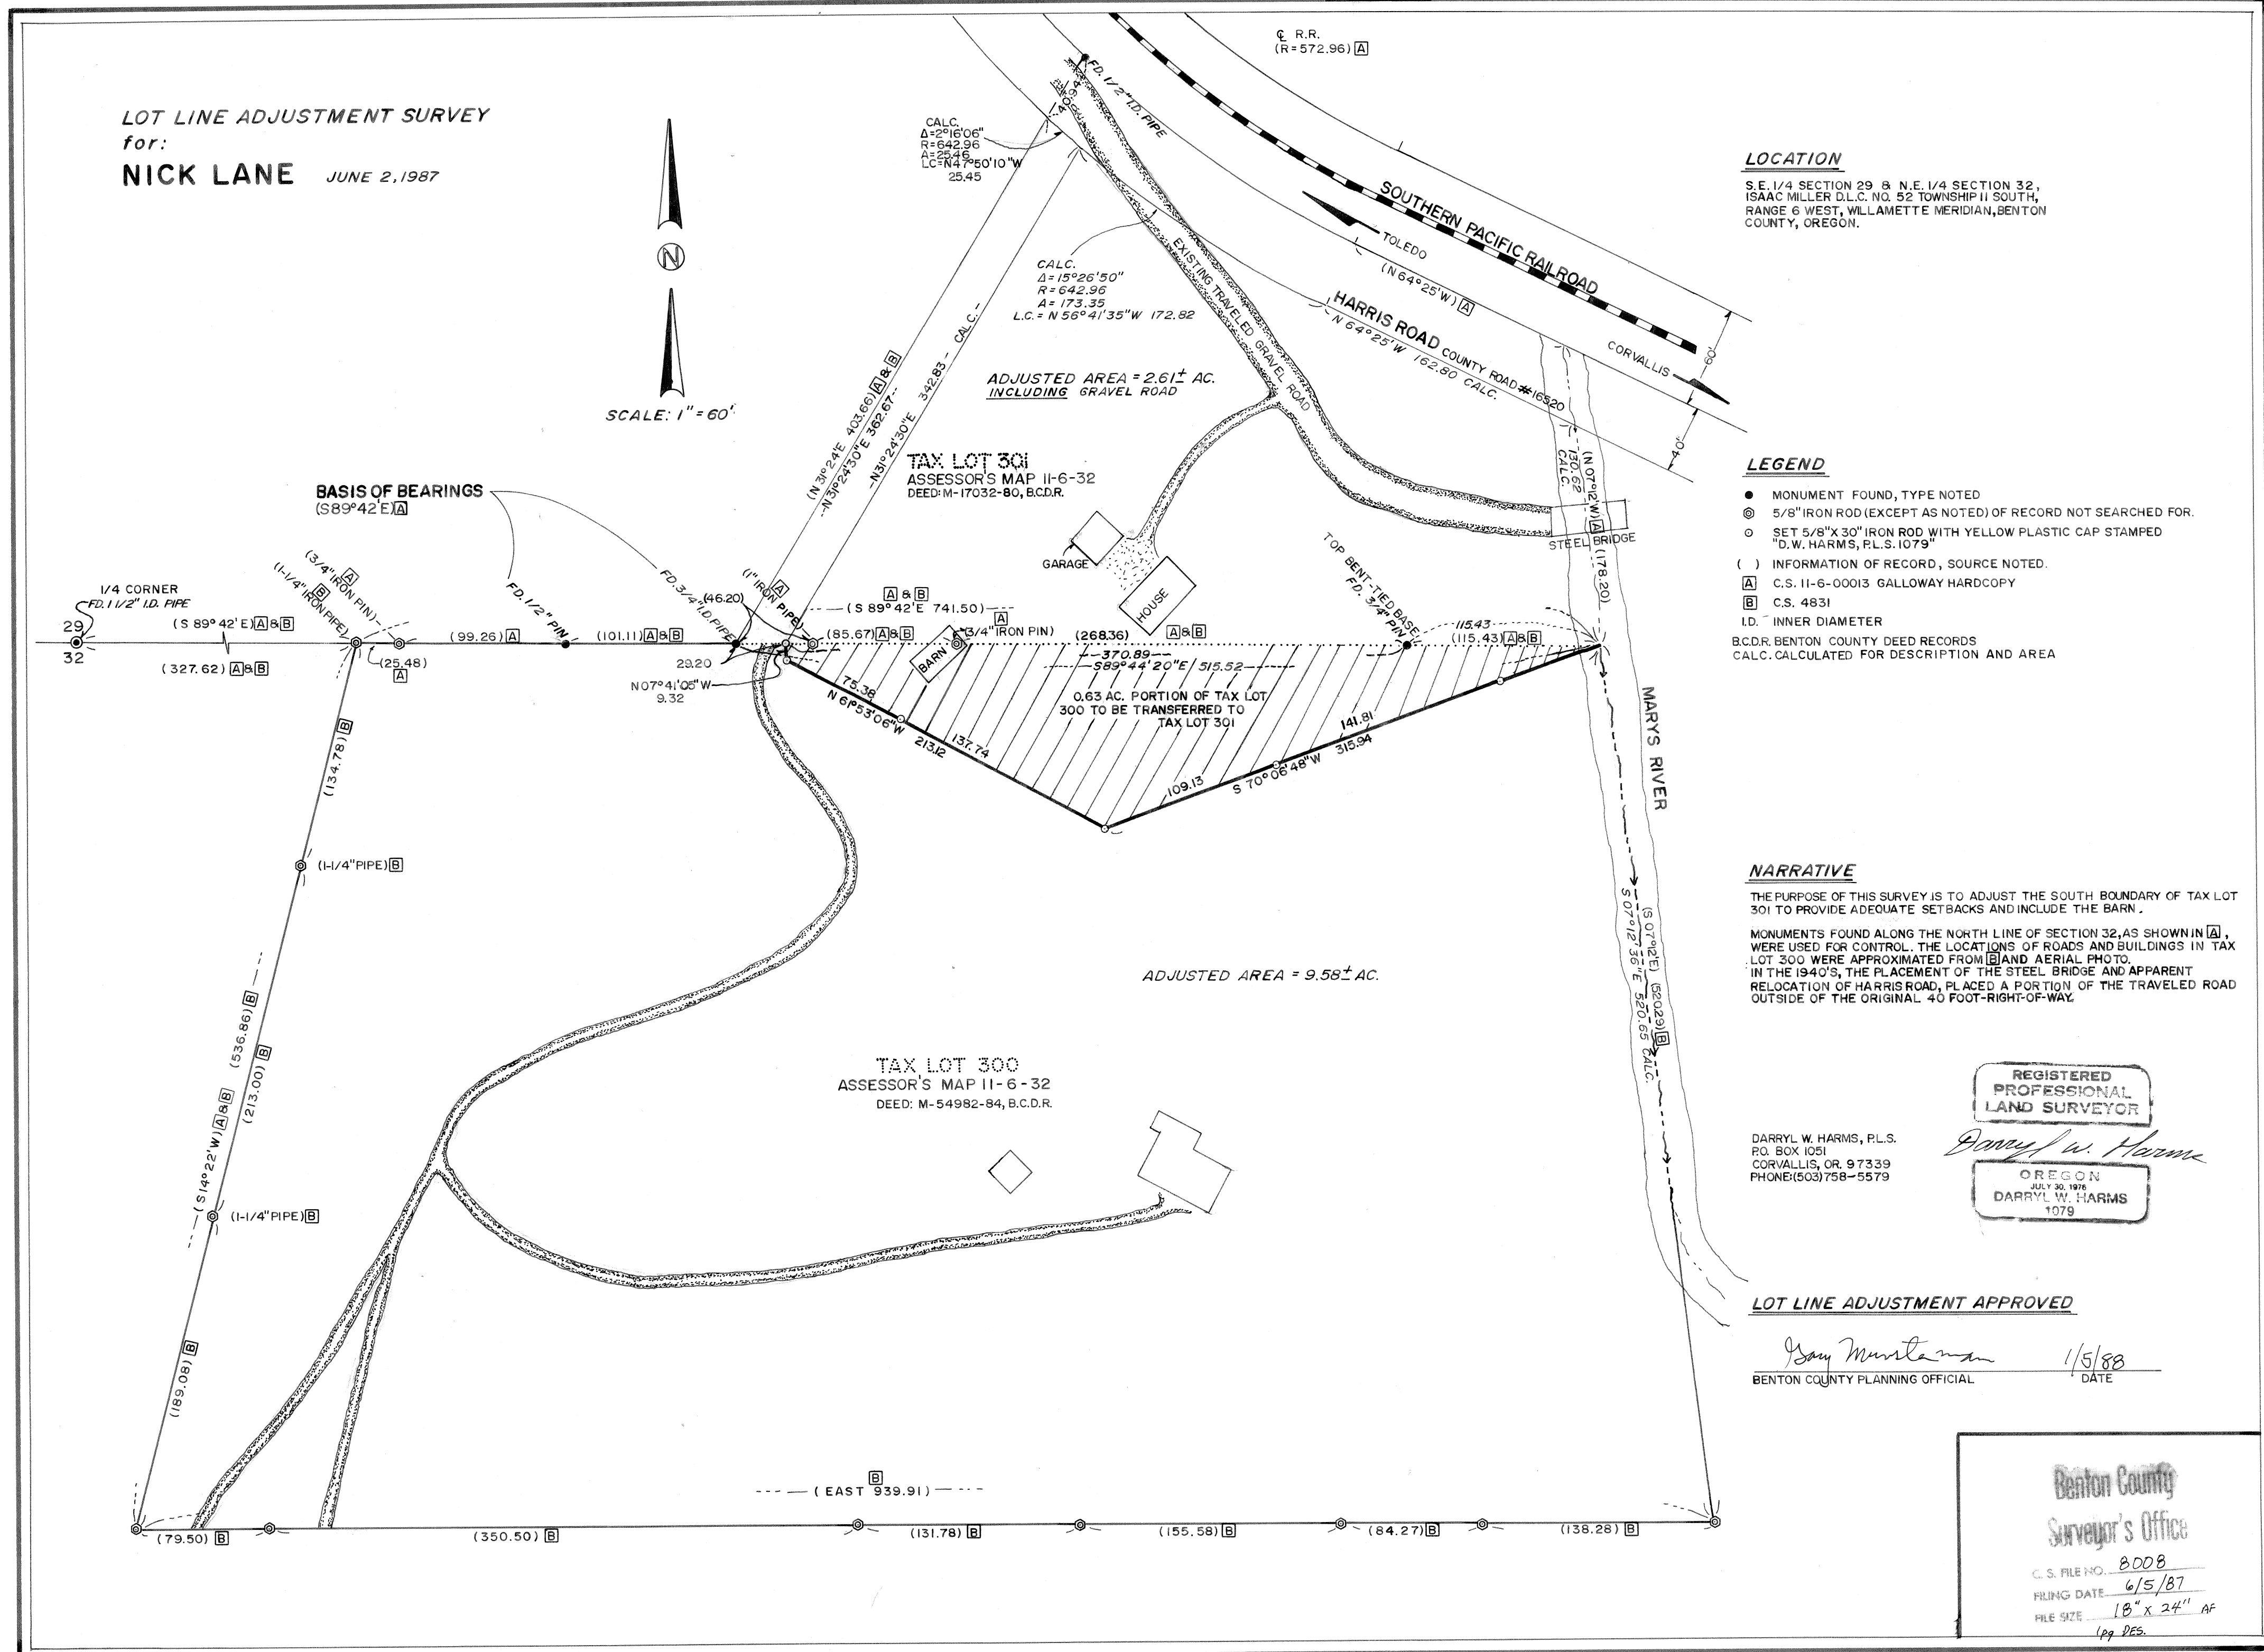 LOT LINE ADJUSTMENT SURVEY
for:
NICK LANE JUNE 2, 1987
N
SCALE: 1" = 60'
℄ R.R.
(R=572.96) A
FD. 1/2" I.D. PIPE
40.94
CALC.
Δ=2°16'06"
R=642.96
A=25.46
LC=N47°50'10"W
25.45
CALC.
Δ=15°26'50"
R=642.96
A=173.35
L.C.=N56°41'35"W 172.82
EXISTING TRAVELED GRAVEL ROAD
SOUTHERN PACIFIC RAILROAD
TOLEDO
(N64°25'W) A
HARRIS ROAD COUNTY ROAD #16520
N 64°25'W 162.80 CALC.
CORVALLIS
60'
40'
(N 31°24'E 403.66) A & B
--N31°24'30"E 362.67--
-N31°24'30"E 342.83 - CALC.-
ADJUSTED AREA = 2.61± AC.
INCLUDING GRAVEL ROAD
TAX LOT 301
ASSESSOR'S MAP 11-6-32
DEED: M-17032-80, B.C.D.R.
GARAGE
HOUSE
BARN
STEEL BRIDGE
(N 07°12'W) A (178.20)
130.62
CALC.
BASIS OF BEARINGS
(S89°42'E) A
1/4 CORNER
FD. 1 1/2" I.D. PIPE
29
32
(S 89°42'E) A & B
(327.62) A & B
(3/4" IRON PIN) A
(1-1/4" IRON PIPE) B
(25.48)
A
(99.26) A
FD. 1/2" PIN
(101.11) A & B
FD. 3/4" I.D. PIPE
(46.20)
(1" IRON PIPE) A
A & B
(S 89°42'E 741.50)
(85.67) A & B
A
(3/4" IRON PIN)
(268.36) A & B
TOP BENT-TIED BASE
FD. 3/4" PIN
115.43
(115.43) A & B
29.20
N07°41'05"W
9.32
370.89
S89°44'20"E 515.52
75.38
N 61°53'06"W
213.12
137.74
0.63 AC. PORTION OF TAX LOT
300 TO BE TRANSFERRED TO
TAX LOT 301
141.81
315.94
109.13
S 70°06'48"W
MARYS RIVER
(S 07°12'E) (520.29) B
S 07°12'36"E 520.65 CALC.
(134.78) B
(1-1/4" PIPE) B
(S14°22'W) A & B (536.86) B
(213.00) B
(1-1/4" PIPE) B
(189.08) B
ADJUSTED AREA = 9.58± AC.
TAX LOT 300
ASSESSOR'S MAP 11-6-32
DEED: M-54982-84, B.C.D.R.
B
(EAST 939.91)
(79.50) B
(350.50) B
(131.78) B
(155.58) B
(84.27) B
(138.28) B
LOCATION
S.E. 1/4 SECTION 29 & N.E. 1/4 SECTION 32,
ISAAC MILLER D.L.C. NO. 52 TOWNSHIP 11 SOUTH,
RANGE 6 WEST, WILLAMETTE MERIDIAN, BENTON
COUNTY, OREGON.
LEGEND
MONUMENT FOUND, TYPE NOTED
5/8" IRON ROD (EXCEPT AS NOTED) OF RECORD NOT SEARCHED FOR.
SET 5/8"X 30" IRON ROD WITH YELLOW PLASTIC CAP STAMPED
"D.W. HARMS, P.L.S. 1079"
( ) INFORMATION OF RECORD, SOURCE NOTED.
A C.S. 11-6-00013 GALLOWAY HARDCOPY
B C.S. 4831
I.D. INNER DIAMETER
B.C.D.R. BENTON COUNTY DEED RECORDS
CALC. CALCULATED FOR DESCRIPTION AND AREA
NARRATIVE
THE PURPOSE OF THIS SURVEY IS TO ADJUST THE SOUTH BOUNDARY OF TAX LOT
301 TO PROVIDE ADEQUATE SETBACKS AND INCLUDE THE BARN.
MONUMENTS FOUND ALONG THE NORTH LINE OF SECTION 32, AS SHOWN IN A,
WERE USED FOR CONTROL. THE LOCATIONS OF ROADS AND BUILDINGS IN TAX
LOT 300 WERE APPROXIMATED FROM B AND AERIAL PHOTO.
IN THE 1940'S, THE PLACEMENT OF THE STEEL BRIDGE AND APPARENT
RELOCATION OF HARRIS ROAD, PLACED A PORTION OF THE TRAVELED ROAD
OUTSIDE OF THE ORIGINAL 40 FOOT-RIGHT-OF-WAY.
DARRYL W. HARMS, P.L.S.
P.O. BOX 1051
CORVALLIS, OR. 97339
PHONE: (503) 758-5579
REGISTERED
PROFESSIONAL
LAND SURVEYOR
Darryl W. Harms
OREGON
JULY 30, 1976
DARRYL W. HARMS
1079
LOT LINE ADJUSTMENT APPROVED
1/5/88
BENTON COUNTY PLANNING OFFICIAL DATE
Benton County
Surveyor's Office
C. S. FILE NO. 8008
FILING DATE 6/5/87
FILE SIZE 18" x 24" AF
1pg DES.